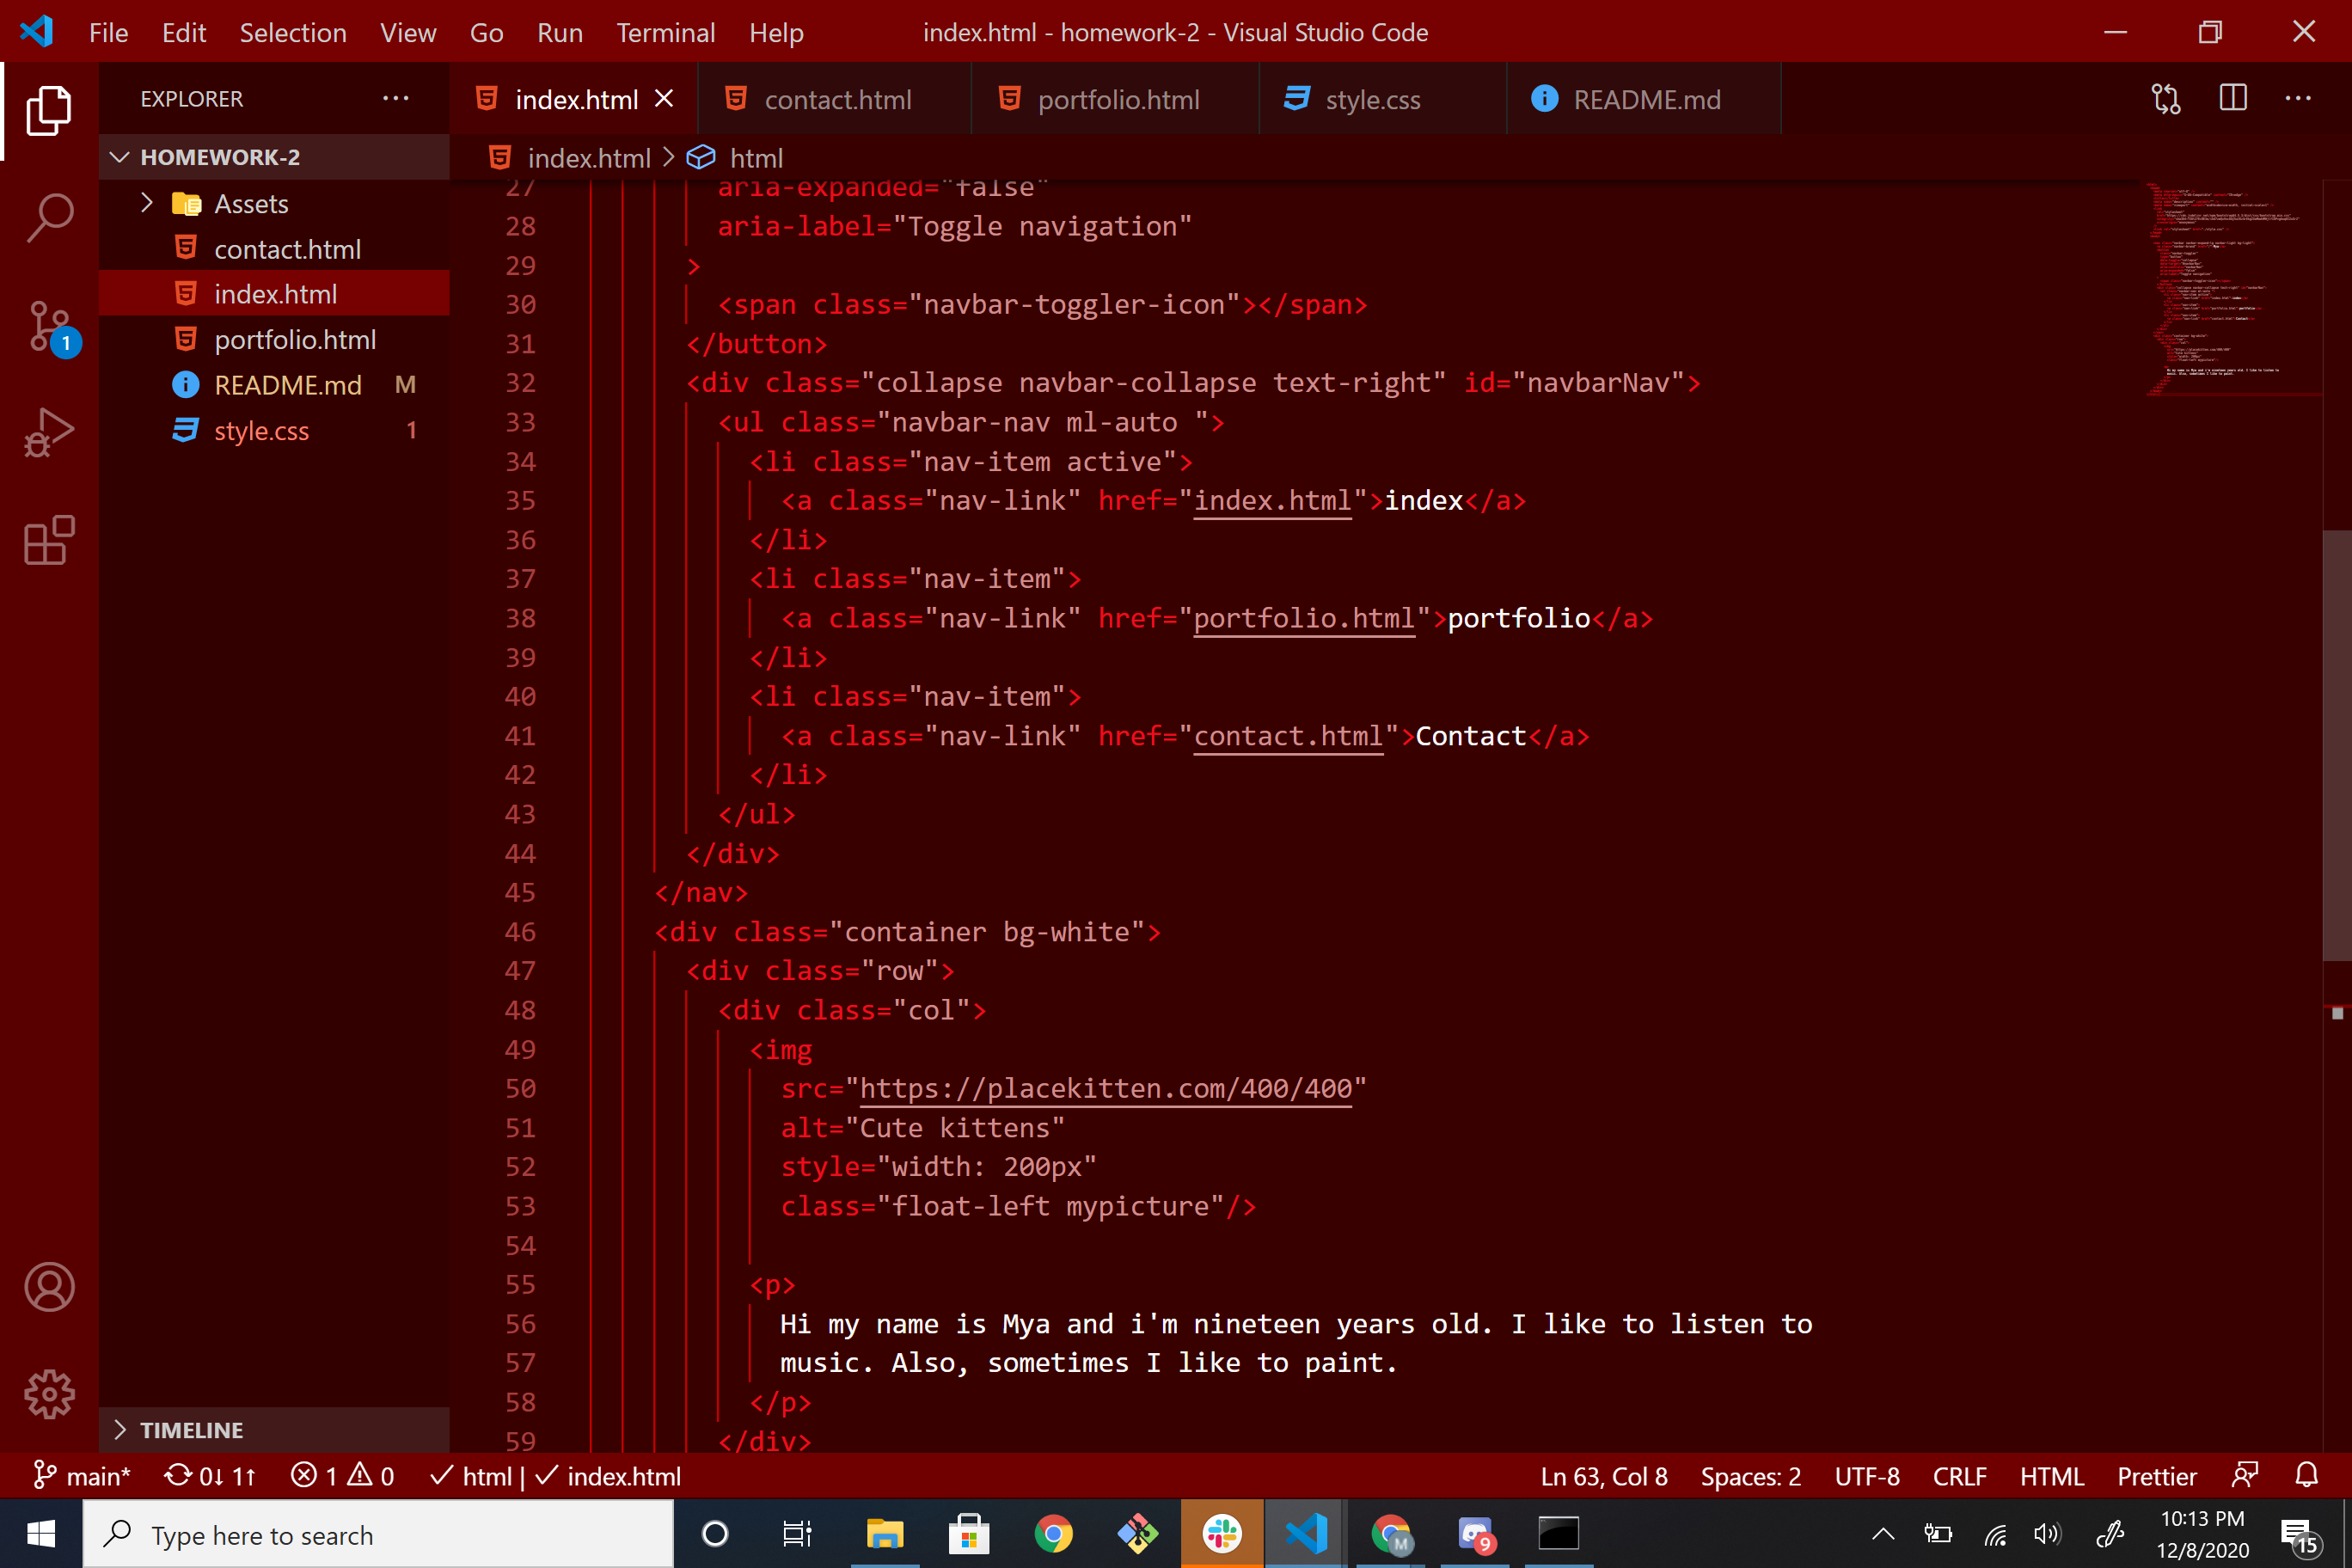 File Edit Selection View Go Run Terminal Help
index.html - homework-2 - Visual Studio Code
EXPLORER
index.html
contact.html
portfolio.html
style.css
README.md
HOMEWORK-2
index.html > html
Assets
contact.html
index.html
portfolio.html
README.md M
style.css 1
27 aria-expanded="false"
28 aria-label="Toggle navigation"
29 >
30 <span class="navbar-toggler-icon"></span>
31 </button>
32 <div class="collapse navbar-collapse text-right" id="navbarNav">
33 <ul class="navbar-nav ml-auto ">
34 <li class="nav-item active">
35 <a class="nav-link" href="index.html">index</a>
36 </li>
37 <li class="nav-item">
38 <a class="nav-link" href="portfolio.html">portfolio</a>
39 </li>
40 <li class="nav-item">
41 <a class="nav-link" href="contact.html">Contact</a>
42 </li>
43 </ul>
44 </div>
45 </nav>
46 <div class="container bg-white">
47 <div class="row">
48 <div class="col">
49 <img
50 src="https://placekitten.com/400/400"
51 alt="Cute kittens"
52 style="width: 200px"
53 class="float-left mypicture"/>
54
55 <p>
56 Hi my name is Mya and i'm nineteen years old. I like to listen to
57 music. Also, sometimes I like to paint.
58 </p>
59 </div>
1
TIMELINE
main* 0↓ 1↑ 1 0 html | index.html
Ln 63, Col 8 Spaces: 2 UTF-8 CRLF HTML Prettier
Type here to search
M
9
10:13 PM
12/8/2020
15